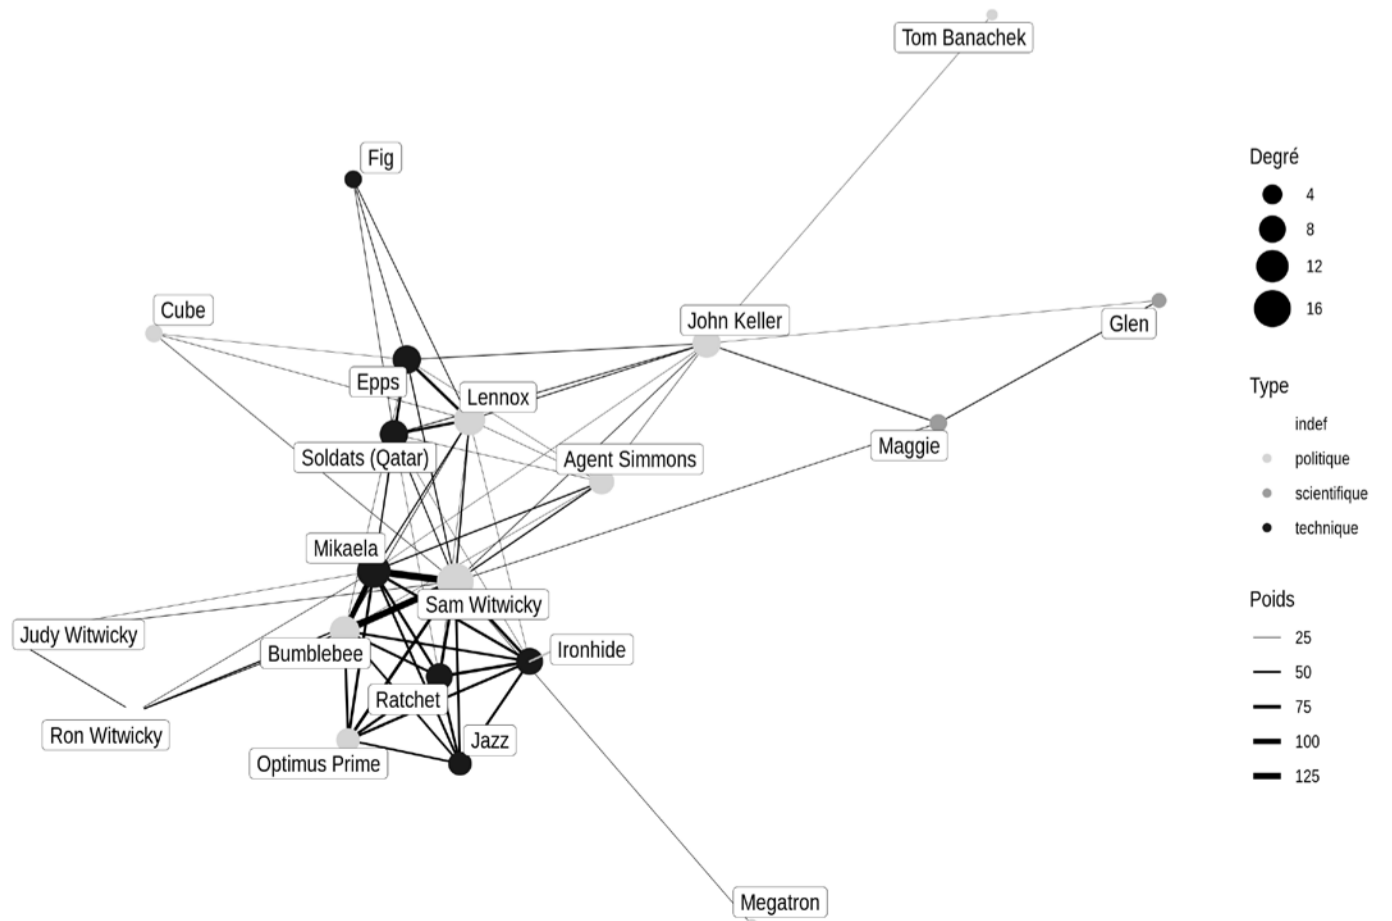 Tom Banachek
Fig
Cube
John Keller
Glen
Epps
Lennox
Maggie
Soldats (Qatar)
Agent Simmons
Mikaela
Sam Witwicky
Judy Witwicky
Bumblebee
Ironhide
Ratchet
Ron Witwicky
Jazz
Optimus Prime
Megatron
Degré
4
8
12
16
Type
indef
politique
scientifique
technique
Poids
25
50
75
100
125